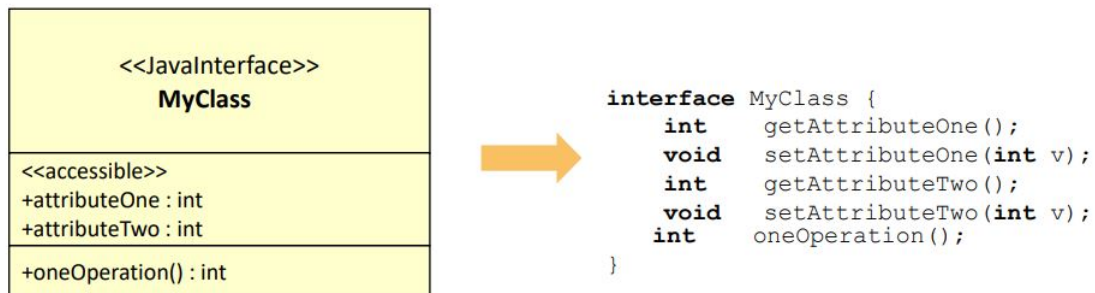 <<JavaInterface>>
MyClass
<<accessible>>
+attributeOne : int
+attributeTwo : int
+oneOperation() : int
interface MyClass {
int getAttributeOne();
void setAttributeOne(int v);
int getAttributeTwo();
void setAttributeTwo(int v);
int oneOperation();
}